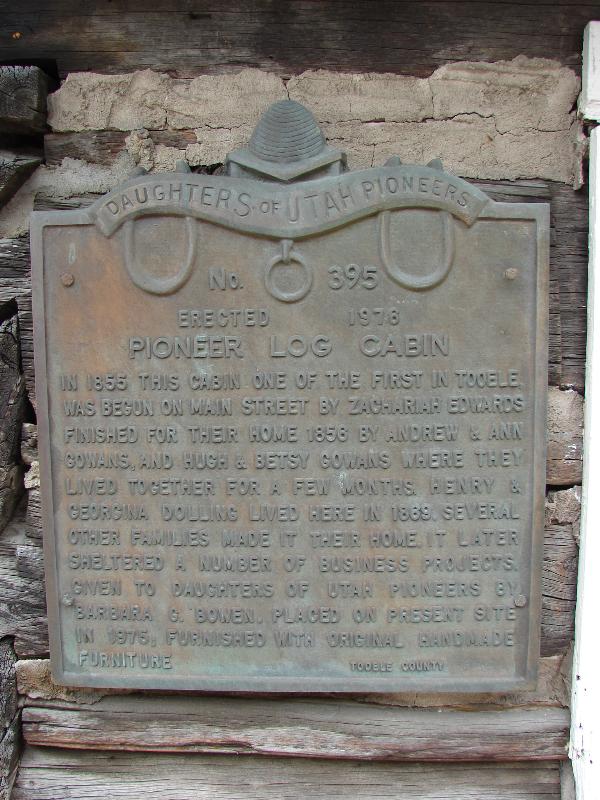 DAUGHTERS OF UTAH PIONEERS
No. 395
ERECTED 1978
PIONEER LOG CABIN
IN 1855 THIS CABIN ONE OF THE FIRST IN TOOELE,
WAS BEGUN ON MAIN STREET BY ZACHARIAH EDWARDS
FINISHED FOR THEIR HOME 1856 BY ANDREW & ANN
GOWANS, AND HUGH & BETSY GOWANS WHERE THEY
LIVED TOGETHER FOR A FEW MONTHS. HENRY &
GEORGINA DOLLING LIVED HERE IN 1869. SEVERAL
OTHER FAMILIES MADE IT THEIR HOME. IT LATER
SHELTERED A NUMBER OF BUSINESS PROJECTS.
GIVEN TO DAUGHTERS OF UTAH PIONEERS BY
BARBARA G. BOWEN. PLACED ON PRESENT SITE
IN 1975; FURNISHED WITH ORIGINAL HANDMADE
FURNITURE TOOELE COUNTY